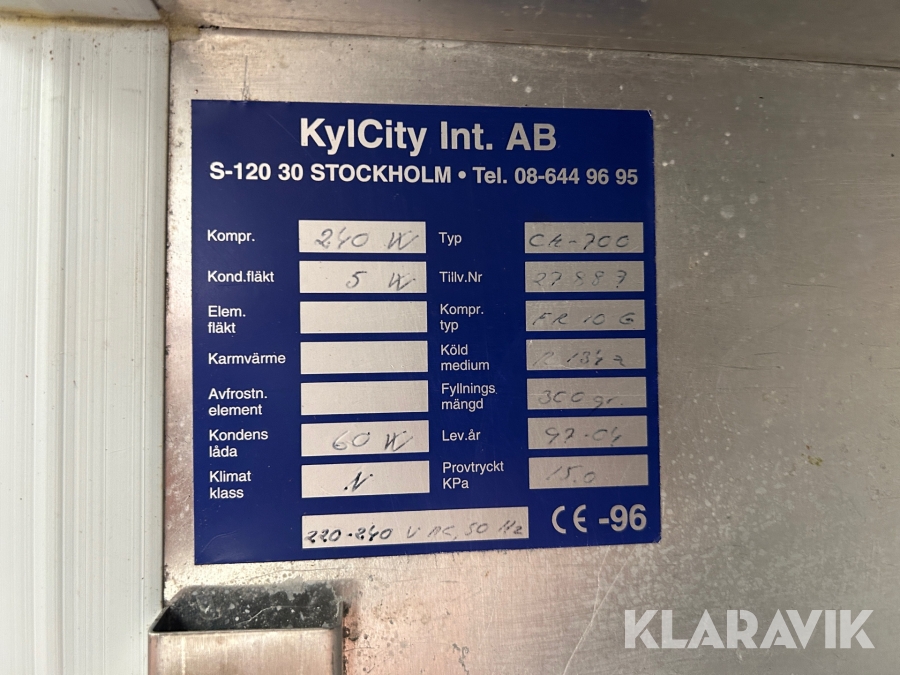 KylCity Int. AB
S-120 30 STOCKHOLM • Tel. 08-644 96 95
Kompr. 240 W Typ CK-700
Kond.fläkt 5 W Tillv.Nr 27887
Elem. fläkt Kompr. typ FR 10 G
Karmvärme Köld medium R 134a
Avfrostn. element Fyllnings mängd 300 gr.
Kondens låda 60 W Lev.år 97-04
Klimat klass N Provtryckt KPa 15.0
220-240 V AC, 50 Hz CE -96
KLARAVIK